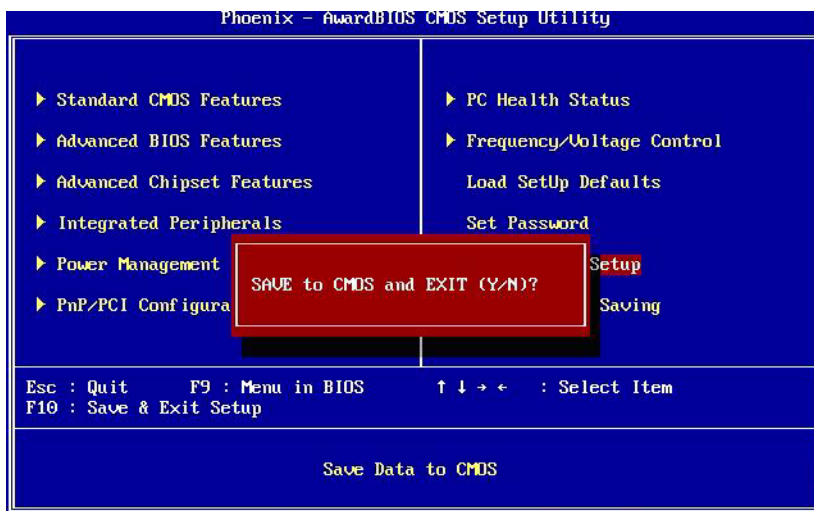 Phoenix - AwardBIOS CMOS Setup Utility
Standard CMOS Features
Advanced BIOS Features
Advanced Chipset Features
Integrated Peripherals
Power Management
PnP/PCI Configura
PC Health Status
Frequency/Voltage Control
Load SetUp Defaults
Set Password
Setup
Saving
SAVE to CMOS and EXIT (Y/N)?
Esc : Quit F9 : Menu in BIOS ↑ ↓ → ← : Select Item
F10 : Save & Exit Setup
Save Data to CMOS